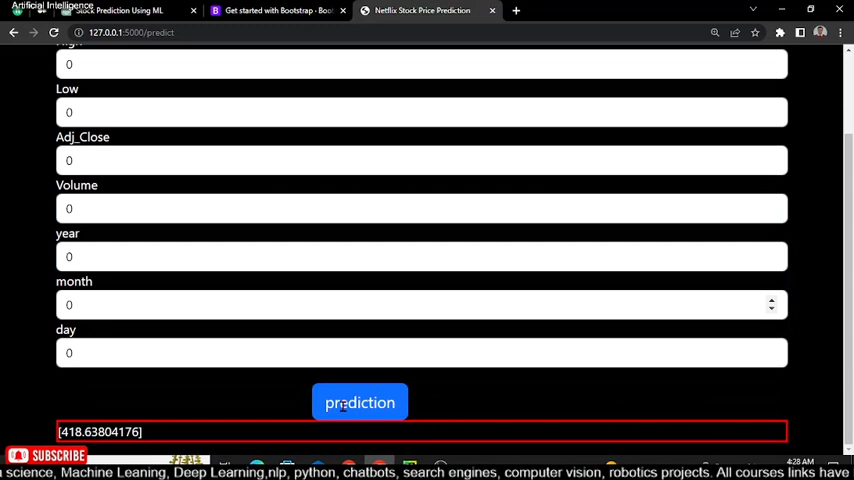 Artificial Intelligence
Stock Prediction Using ML
Get started with Bootstrap · Boo
Netflix Stock Price Prediction
127.0.0.1:5000/predict
High
0
Low
0
Adj_Close
0
Volume
0
year
0
month
0
day
0
prediction
[418.63804176]
SUBSCRIBE
4:28 AM
science, Machine Leaning, Deep Learning,nlp, python, chatbots, search engines, computer vision, robotics projects. All courses links have